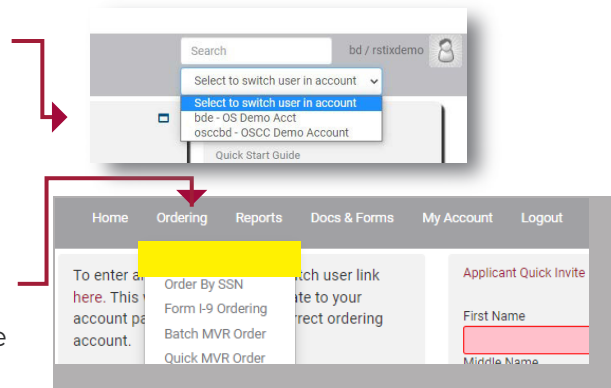 Search
bd / rstixdemo
Select to switch user in account
Select to switch user in account
bde - OS Demo Acct
osccbd - OSCC Demo Account
Quick Start Guide
Home Ordering Reports Docs & Forms My Account Logout
To enter a
tch user link
here. This
te to your
account pa
rrect ordering
account.
Order By SSN
Form I-9 Ordering
Batch MVR Order
Quick MVR Order
Applicant Quick Invite
First Name
Middle Name
e